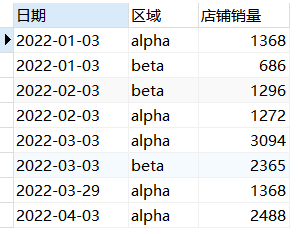 日期 区域 店铺销量
2022-01-03 alpha 1368
2022-01-03 beta 686
2022-02-03 beta 1296
2022-02-03 alpha 1272
2022-03-03 alpha 3094
2022-03-03 beta 2365
2022-03-29 alpha 1368
2022-04-03 alpha 2488